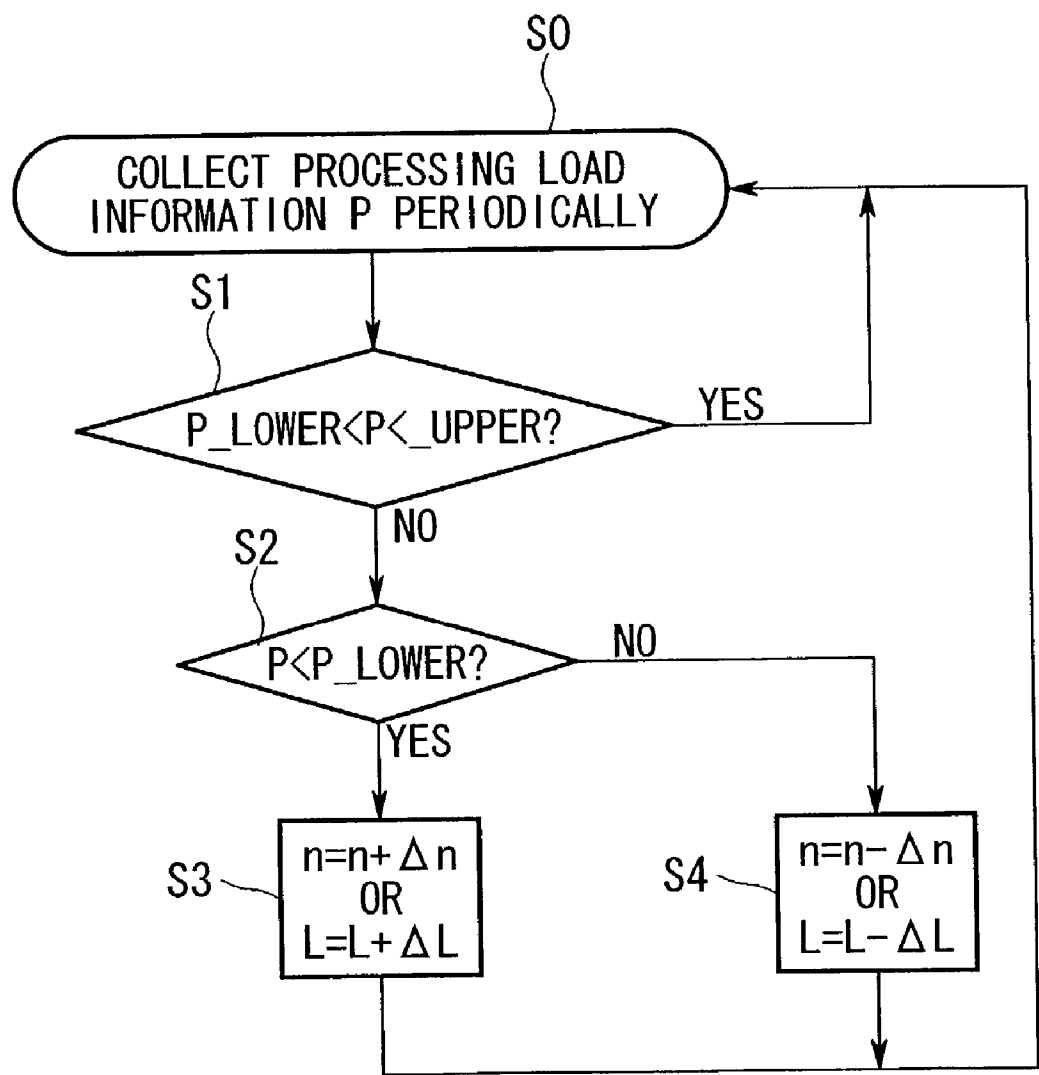 S0
COLLECT PROCESSING LOAD
INFORMATION P PERIODICALLY
S1
P_LOWER<P<_UPPER?
YES
NO
S2
P<P_LOWER?
NO
YES
S3
n=n+Δn
OR
L=L+ΔL
S4
n=n-Δn
OR
L=L-ΔL